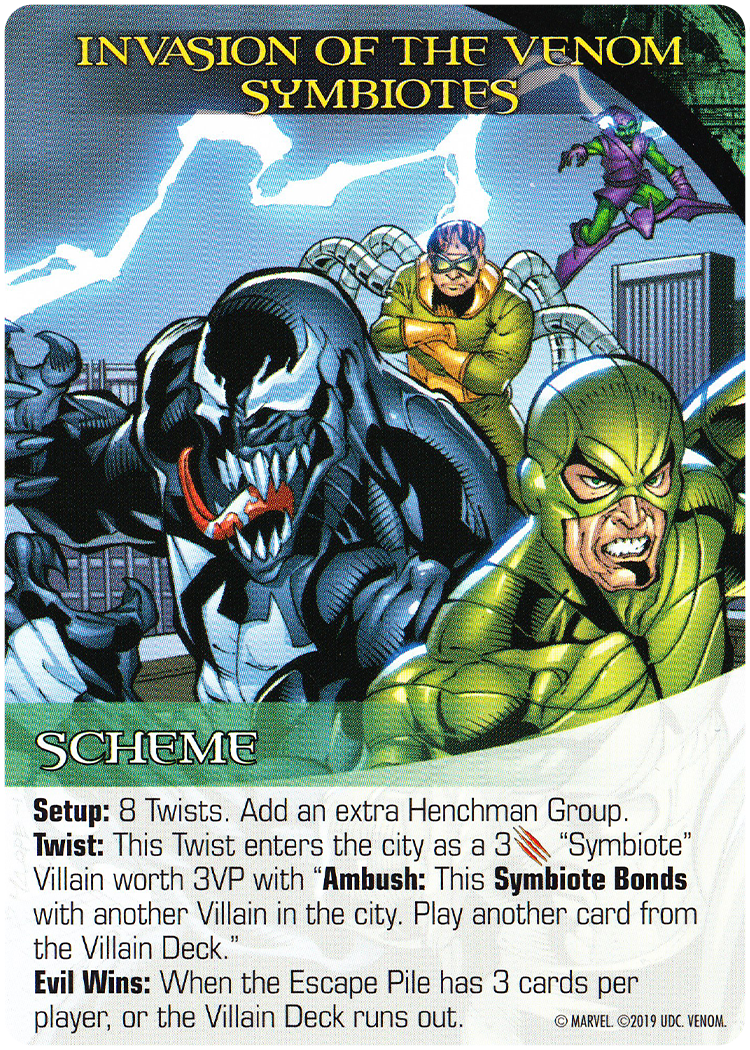 INVASION OF THE VENOM
SYMBIOTES
SCHEME
Setup: 8 Twists. Add an extra Henchman Group.
Twist: This Twist enters the city as a 3 “Symbiote”
Villain worth 3VP with “Ambush: This Symbiote Bonds
with another Villain in the city. Play another card from
the Villain Deck.”
Evil Wins: When the Escape Pile has 3 cards per
player, or the Villain Deck runs out.
© MARVEL. ©2019 UDC. VENOM.